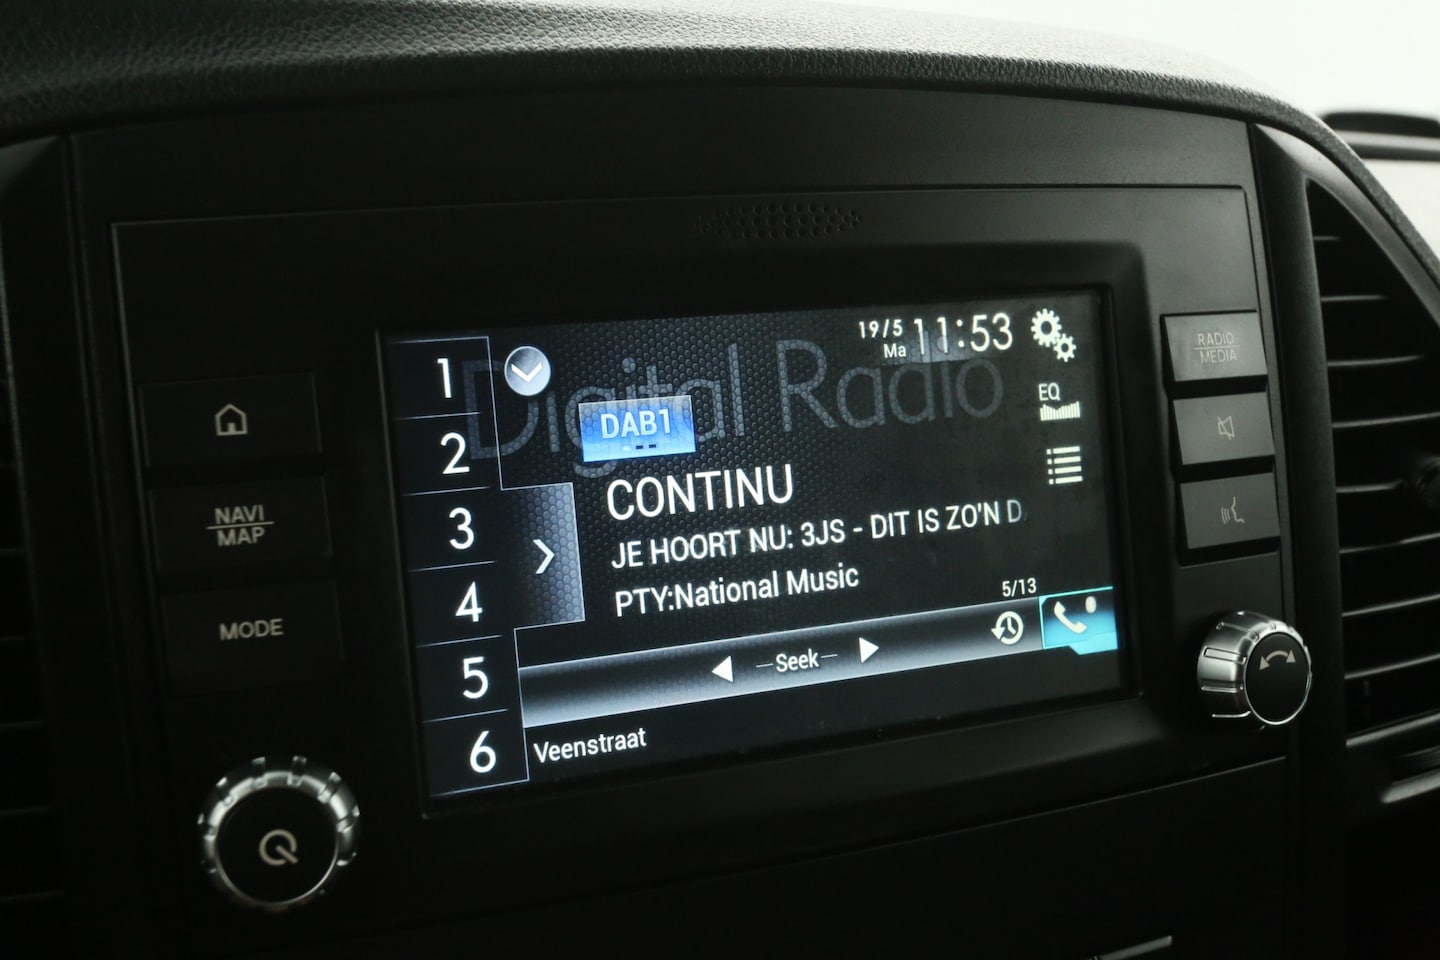 19/5
Ma
11:53
Digital Radio
DAB1
EQ
CONTINU
JE HOORT NU: 3JS - DIT IS ZO'N D
PTY:National Music
5/13
Seek
Veenstraat
1
2
3
4
5
6
NAVI
MAP
MODE
RADIO
MEDIA